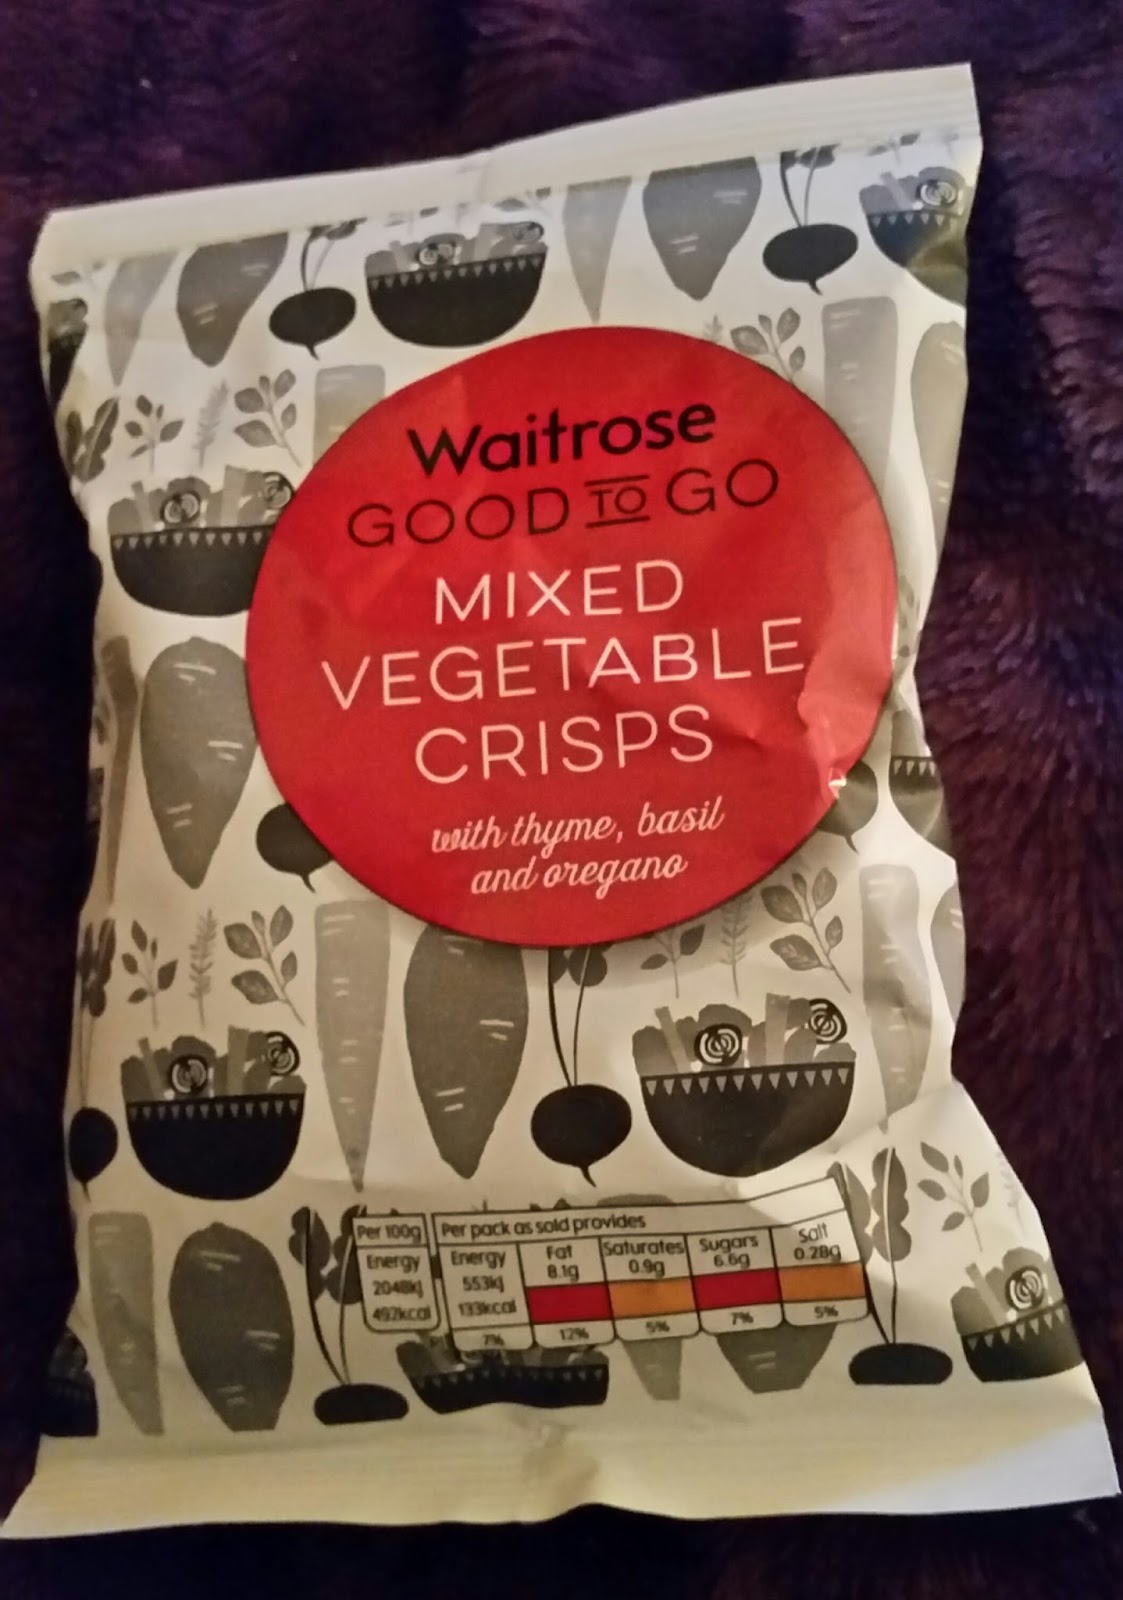 Waitrose
GOOD TO GO
MIXED
VEGETABLE
CRISPS
with thyme, basil
and oregano
Per 100g
Energy
2048kJ
492kcal
Per pack as sold provides
Energy
553kJ
133kcal
7%
Fat
8.1g
12%
Saturates
0.9g
5%
Sugars
6.6g
7%
Salt
0.28g
5%